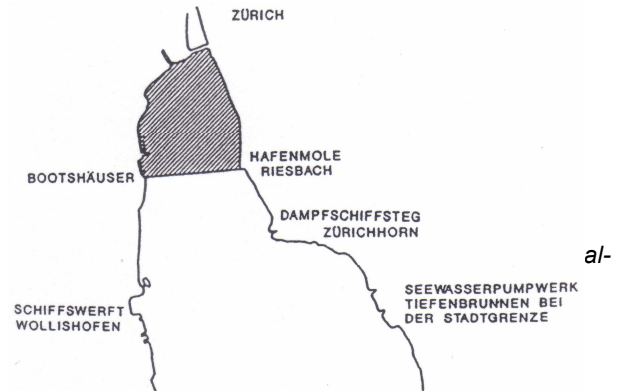 ZÜRICH
HAFENMOLE
RIESBACH
BOOTSHÄUSER
DAMPFSCHIFFSTEG
ZÜRICHHORN
al-
SEEWASSERPUMPWERK
TIEFENBRUNNEN BEI
DER STADTGRENZE
SCHIFFSWERFT
WOLLISHOFEN